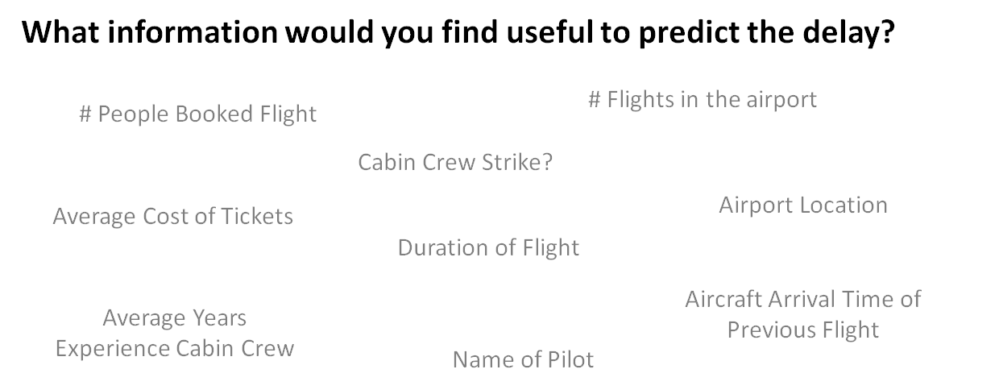 What information would you find useful to predict the delay?
# People Booked Flight
# Flights in the airport
Cabin Crew Strike?
Average Cost of Tickets
Airport Location
Duration of Flight
Average Years
Experience Cabin Crew
Aircraft Arrival Time of
Previous Flight
Name of Pilot